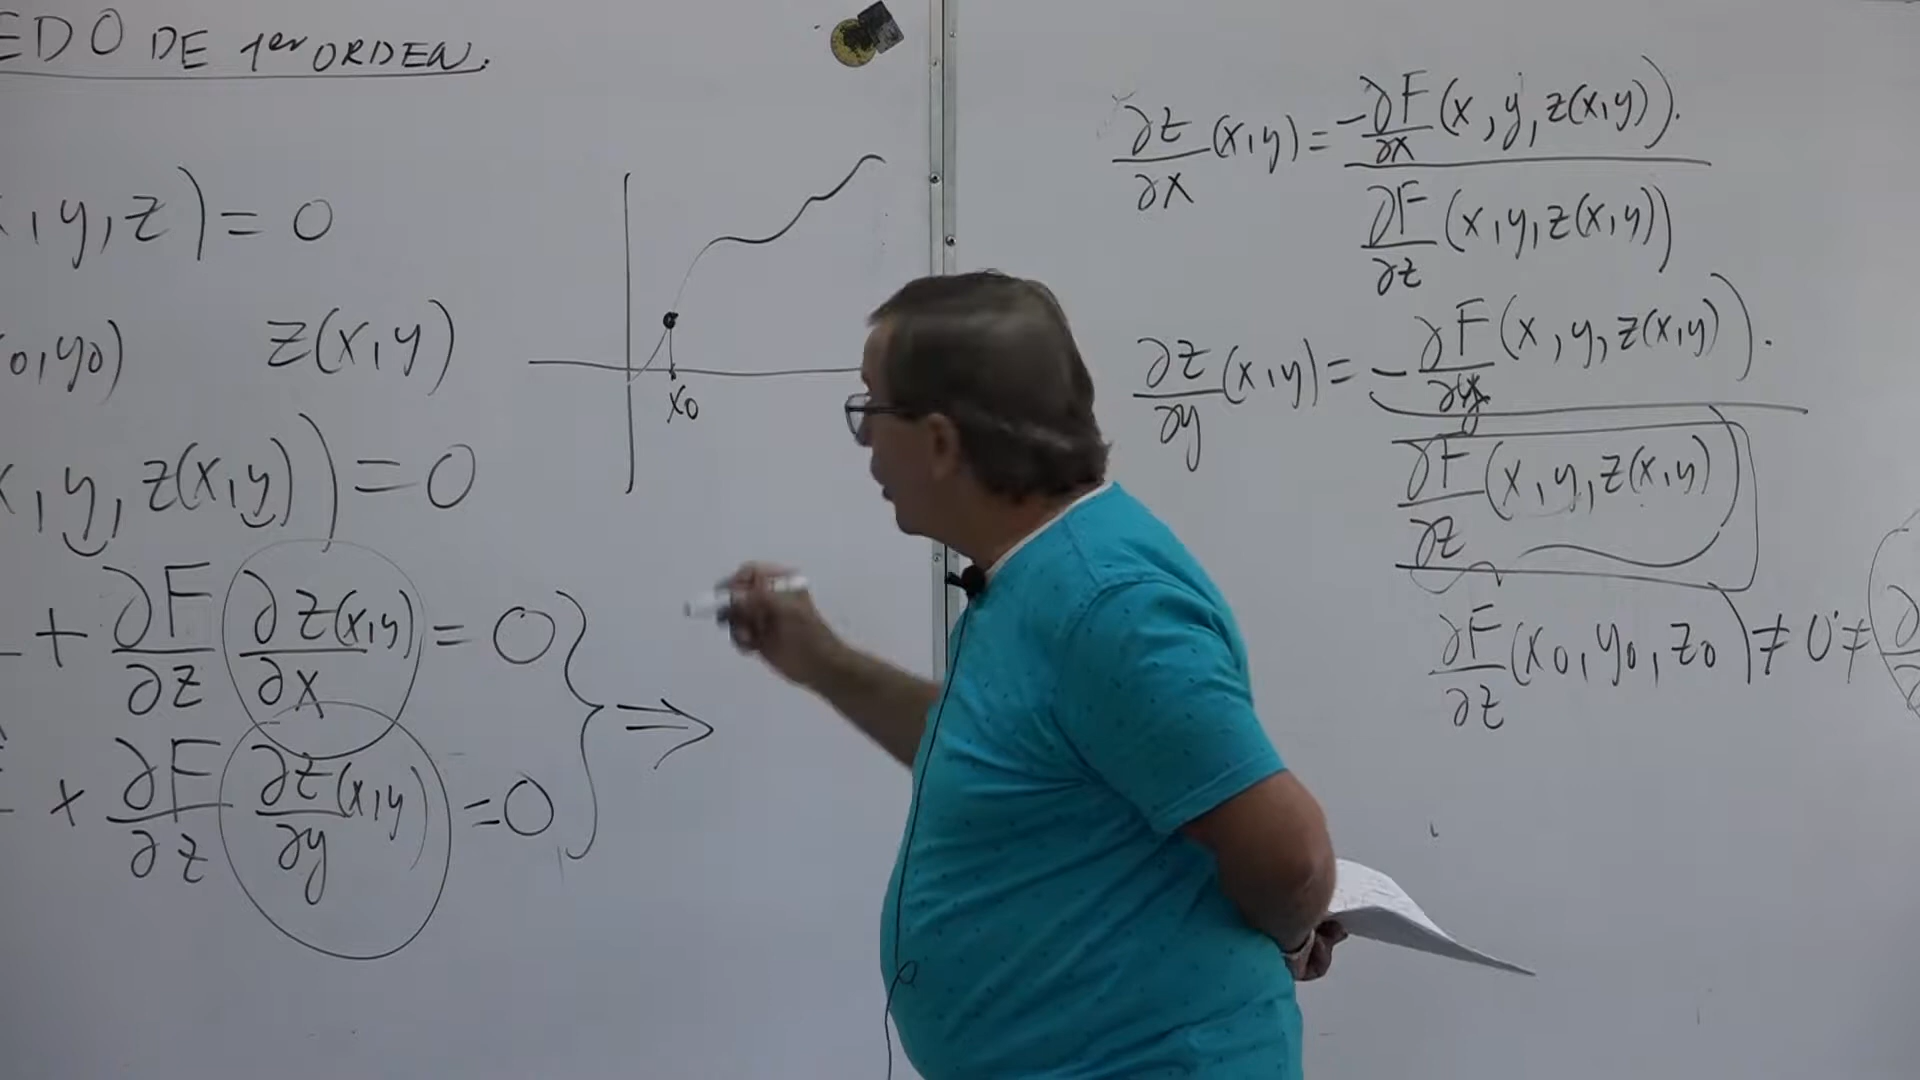 EDO DE 1er ORDEN.
, y, z) = 0
0, y0) z(x, y)
x, y, z(x, y)) = 0
+ ∂F/∂z ∂z/∂x (x, y) = 0
+ ∂F/∂z ∂z/∂y (x, y) = 0 } ⇒
x0
∂z/∂x (x, y) = -∂F/∂x (x, y, z(x, y)). / ∂F/∂z (x, y, z(x, y))
∂z/∂y (x, y) = - ∂F/∂y (x, y, z(x, y)). / ∂F/∂z (x, y, z(x, y))
∂F/∂z (x0, y0, z0) ≠ 0 ≠